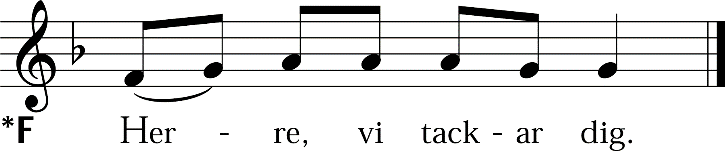 *F Her - re, vi tack - ar dig.